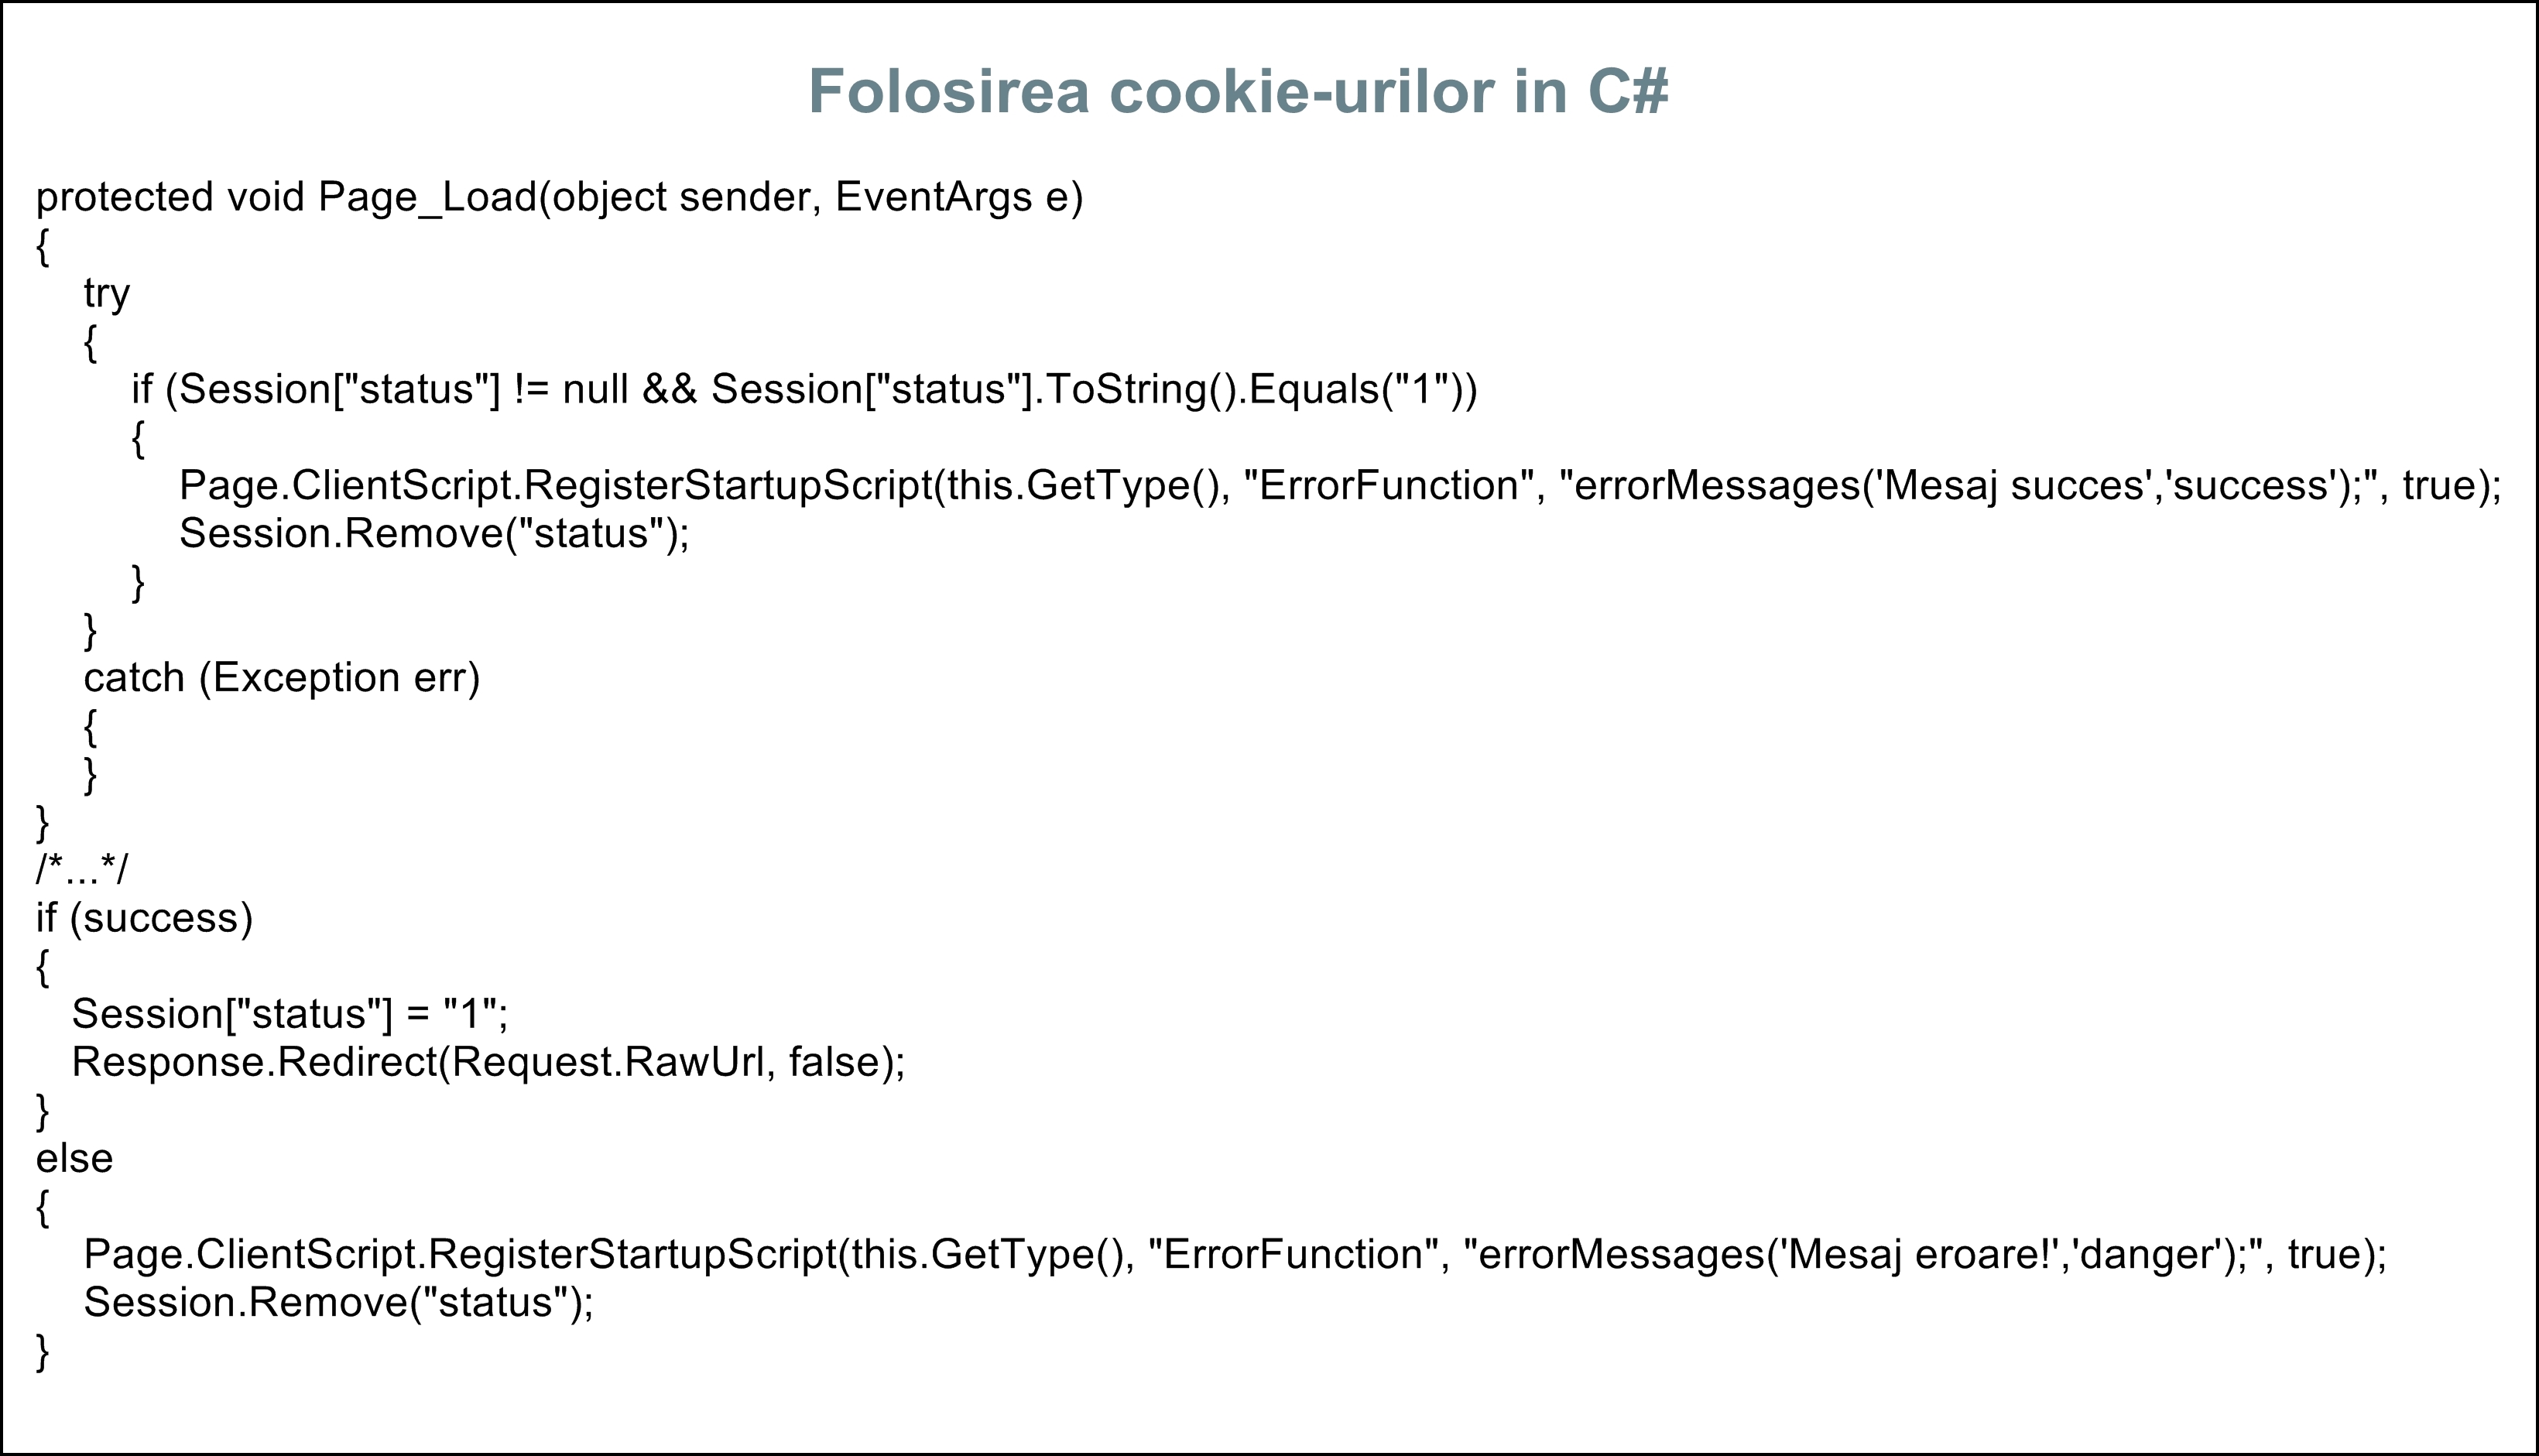 Folosirea cookie-urilor in C#
protected void Page_Load(object sender, EventArgs e)
{
    try
    {
        if (Session["status"] != null && Session["status"].ToString().Equals("1"))
        {
            Page.ClientScript.RegisterStartupScript(this.GetType(), "ErrorFunction", "errorMessages('Mesaj succes','success');", true);
            Session.Remove("status");
        }
    }
    catch (Exception err)
    {
    }
}
/*...*/
if (success)
{
   Session["status"] = "1";
   Response.Redirect(Request.RawUrl, false);
}
else
{
    Page.ClientScript.RegisterStartupScript(this.GetType(), "ErrorFunction", "errorMessages('Mesaj eroare!','danger');", true);
    Session.Remove("status");
}